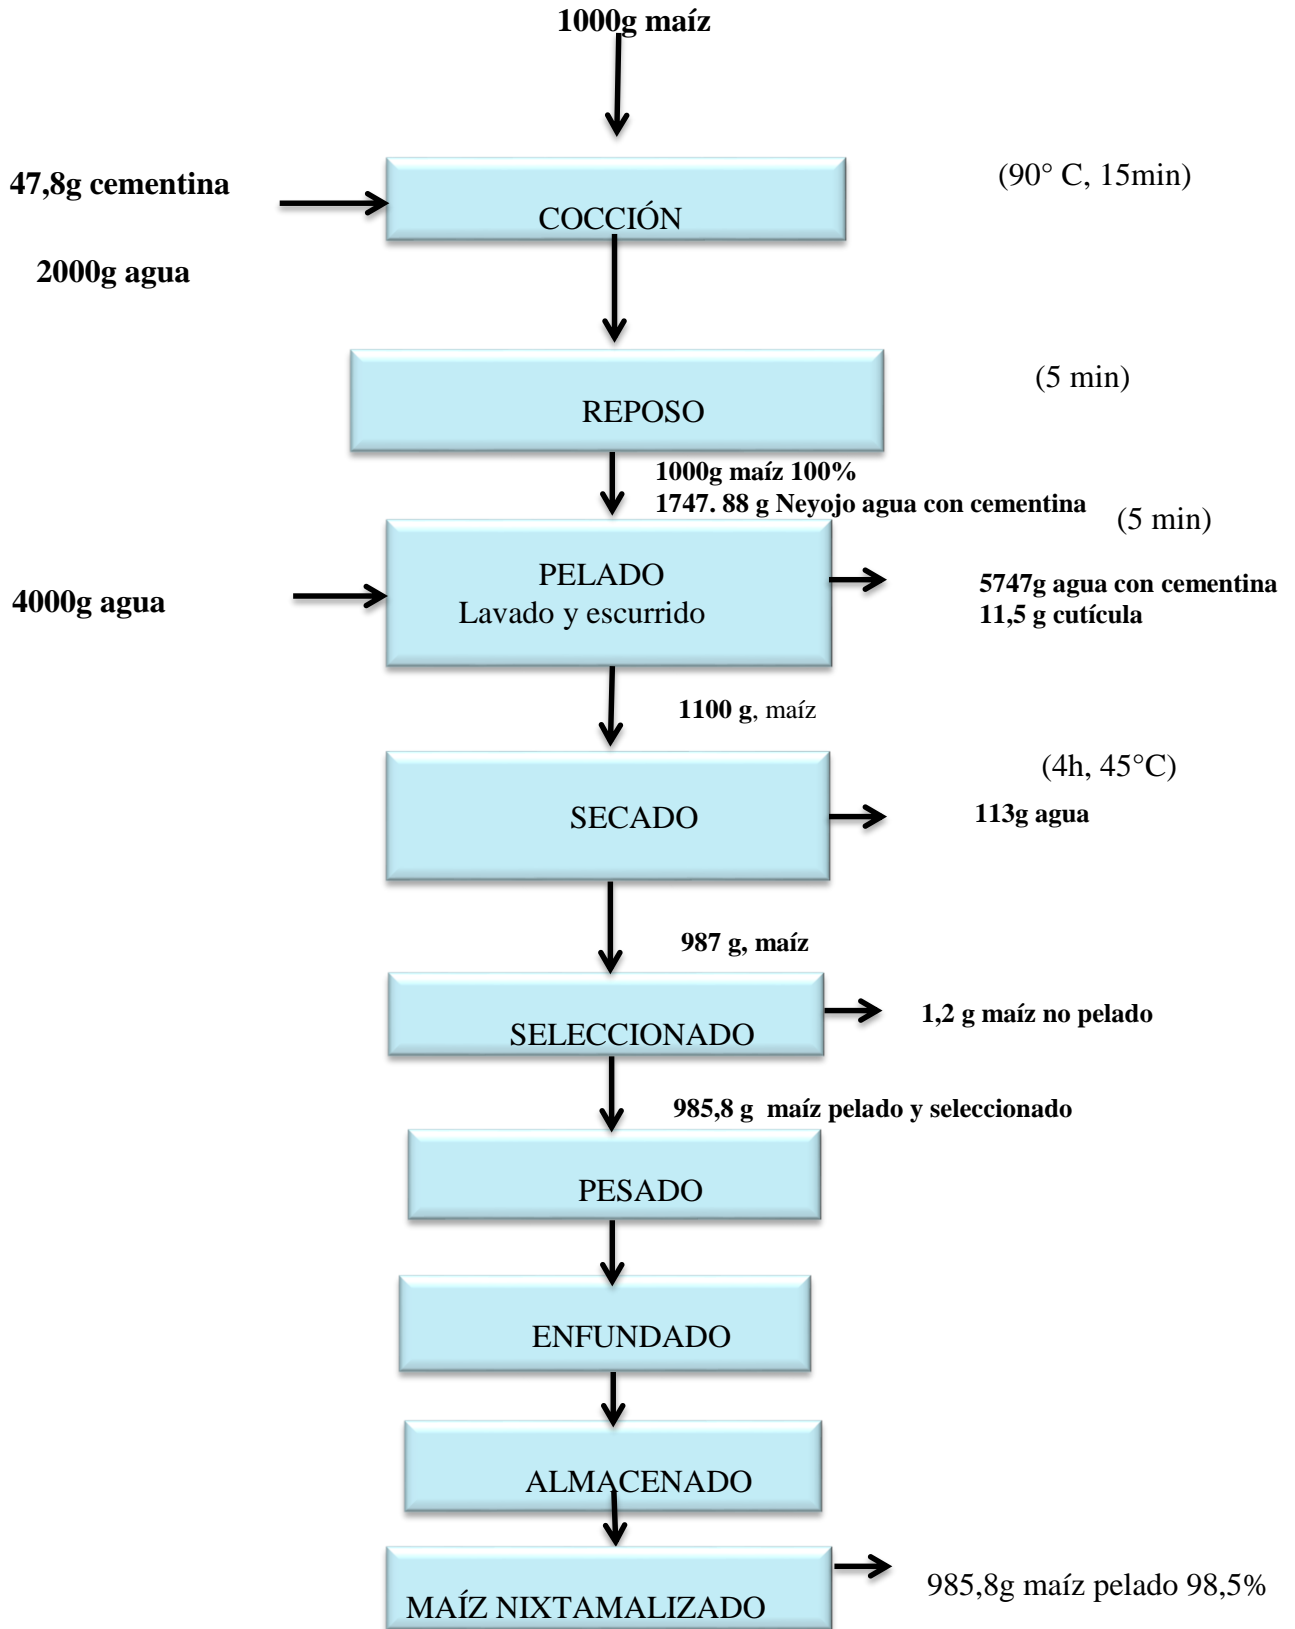 1000g maíz
47,8g cementina
(90° C, 15min)
COCCIÓN
2000g agua
(5 min)
REPOSO
1000g maíz 100%
1747. 88 g Neyojo agua con cementina
(5 min)
PELADO
Lavado y escurrido
4000g agua
5747g agua con cementina
11,5 g cutícula
1100 g, maíz
(4h, 45°C)
SECADO
113g agua
987 g, maíz
SELECCIONADO
1,2 g maíz no pelado
985,8 g  maíz pelado y seleccionado
PESADO
ENFUNDADO
ALMACENADO
MAÍZ NIXTAMALIZADO
985,8g maíz pelado 98,5%